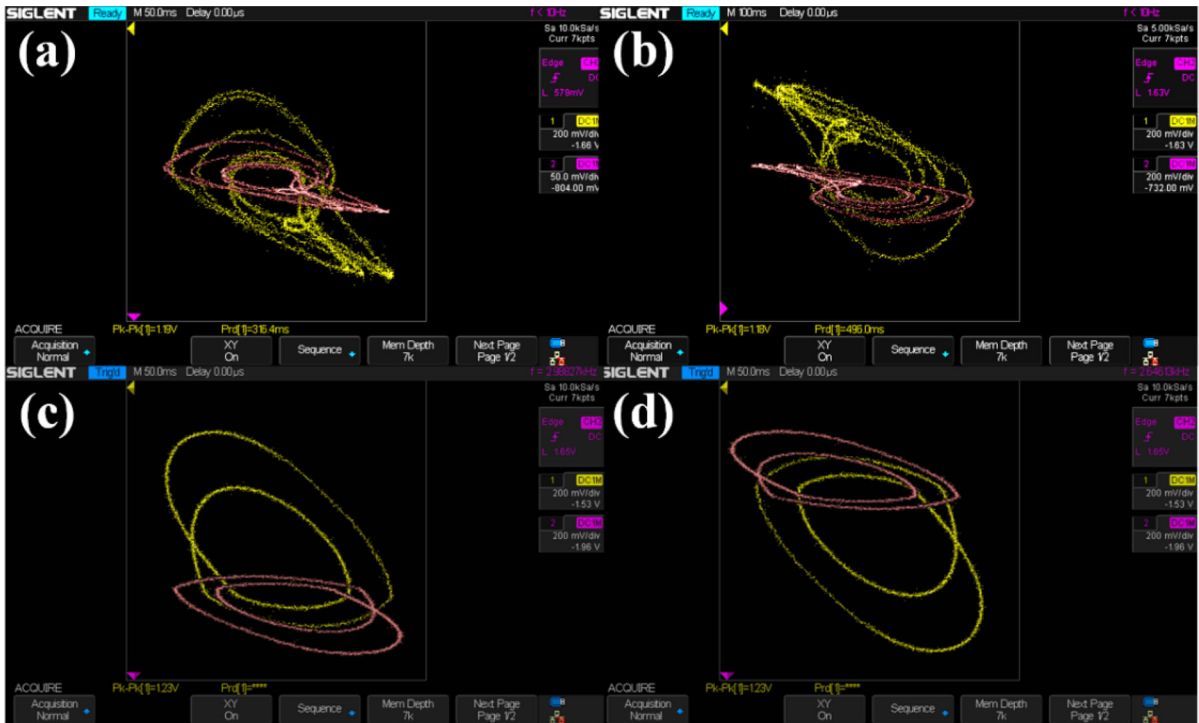 SIGLENT Ready M 50.0ms Delay 0.00µs f < 10Hz
(a)
Sa 10.0kSa/s
Curr 7kpts
Edge CH2
DC
L 579mV
1 DC1M
200 mV/div
-1.66 V
2 DC1M
50.0 mV/div
-804.00 mV
ACQUIRE Pk-Pk[1]=1.19V Prd[1]=316.4ms
Acquisition
Normal
XY
On
Sequence
Mem Depth
7k
Next Page
Page 1/2
SIGLENT Ready M 100ms Delay 0.00µs f < 10Hz
(b)
Sa 5.00kSa/s
Curr 7kpts
Edge CH2
DC
L 1.63V
1 DC1M
200 mV/div
-1.63 V
2 DC1M
200 mV/div
-732.00 mV
ACQUIRE Pk-Pk[1]=1.18V Prd[1]=496.0ms
Acquisition
Normal
XY
On
Sequence
Mem Depth
7k
Next Page
Page 1/2
SIGLENT Trig'd M 50.0ms Delay 0.00µs f = 2.98827kHz
(c)
Sa 10.0kSa/s
Curr 7kpts
Edge CH2
DC
L 1.65V
1 DC1M
200 mV/div
-1.53 V
2 DC1M
200 mV/div
-1.96 V
ACQUIRE Pk-Pk[1]=1.23V Prd[1]=****
Acquisition
Normal
XY
On
Sequence
Mem Depth
7k
Next Page
Page 1/2
SIGLENT Trig'd M 50.0ms Delay 0.00µs f = 2.64613kHz
(d)
Sa 10.0kSa/s
Curr 7kpts
Edge CH2
DC
L 1.65V
1 DC1M
200 mV/div
-1.53 V
2 DC1M
200 mV/div
-1.96 V
ACQUIRE Pk-Pk[1]=1.23V Prd[1]=****
Acquisition
Normal
XY
On
Sequence
Mem Depth
7k
Next Page
Page 1/2